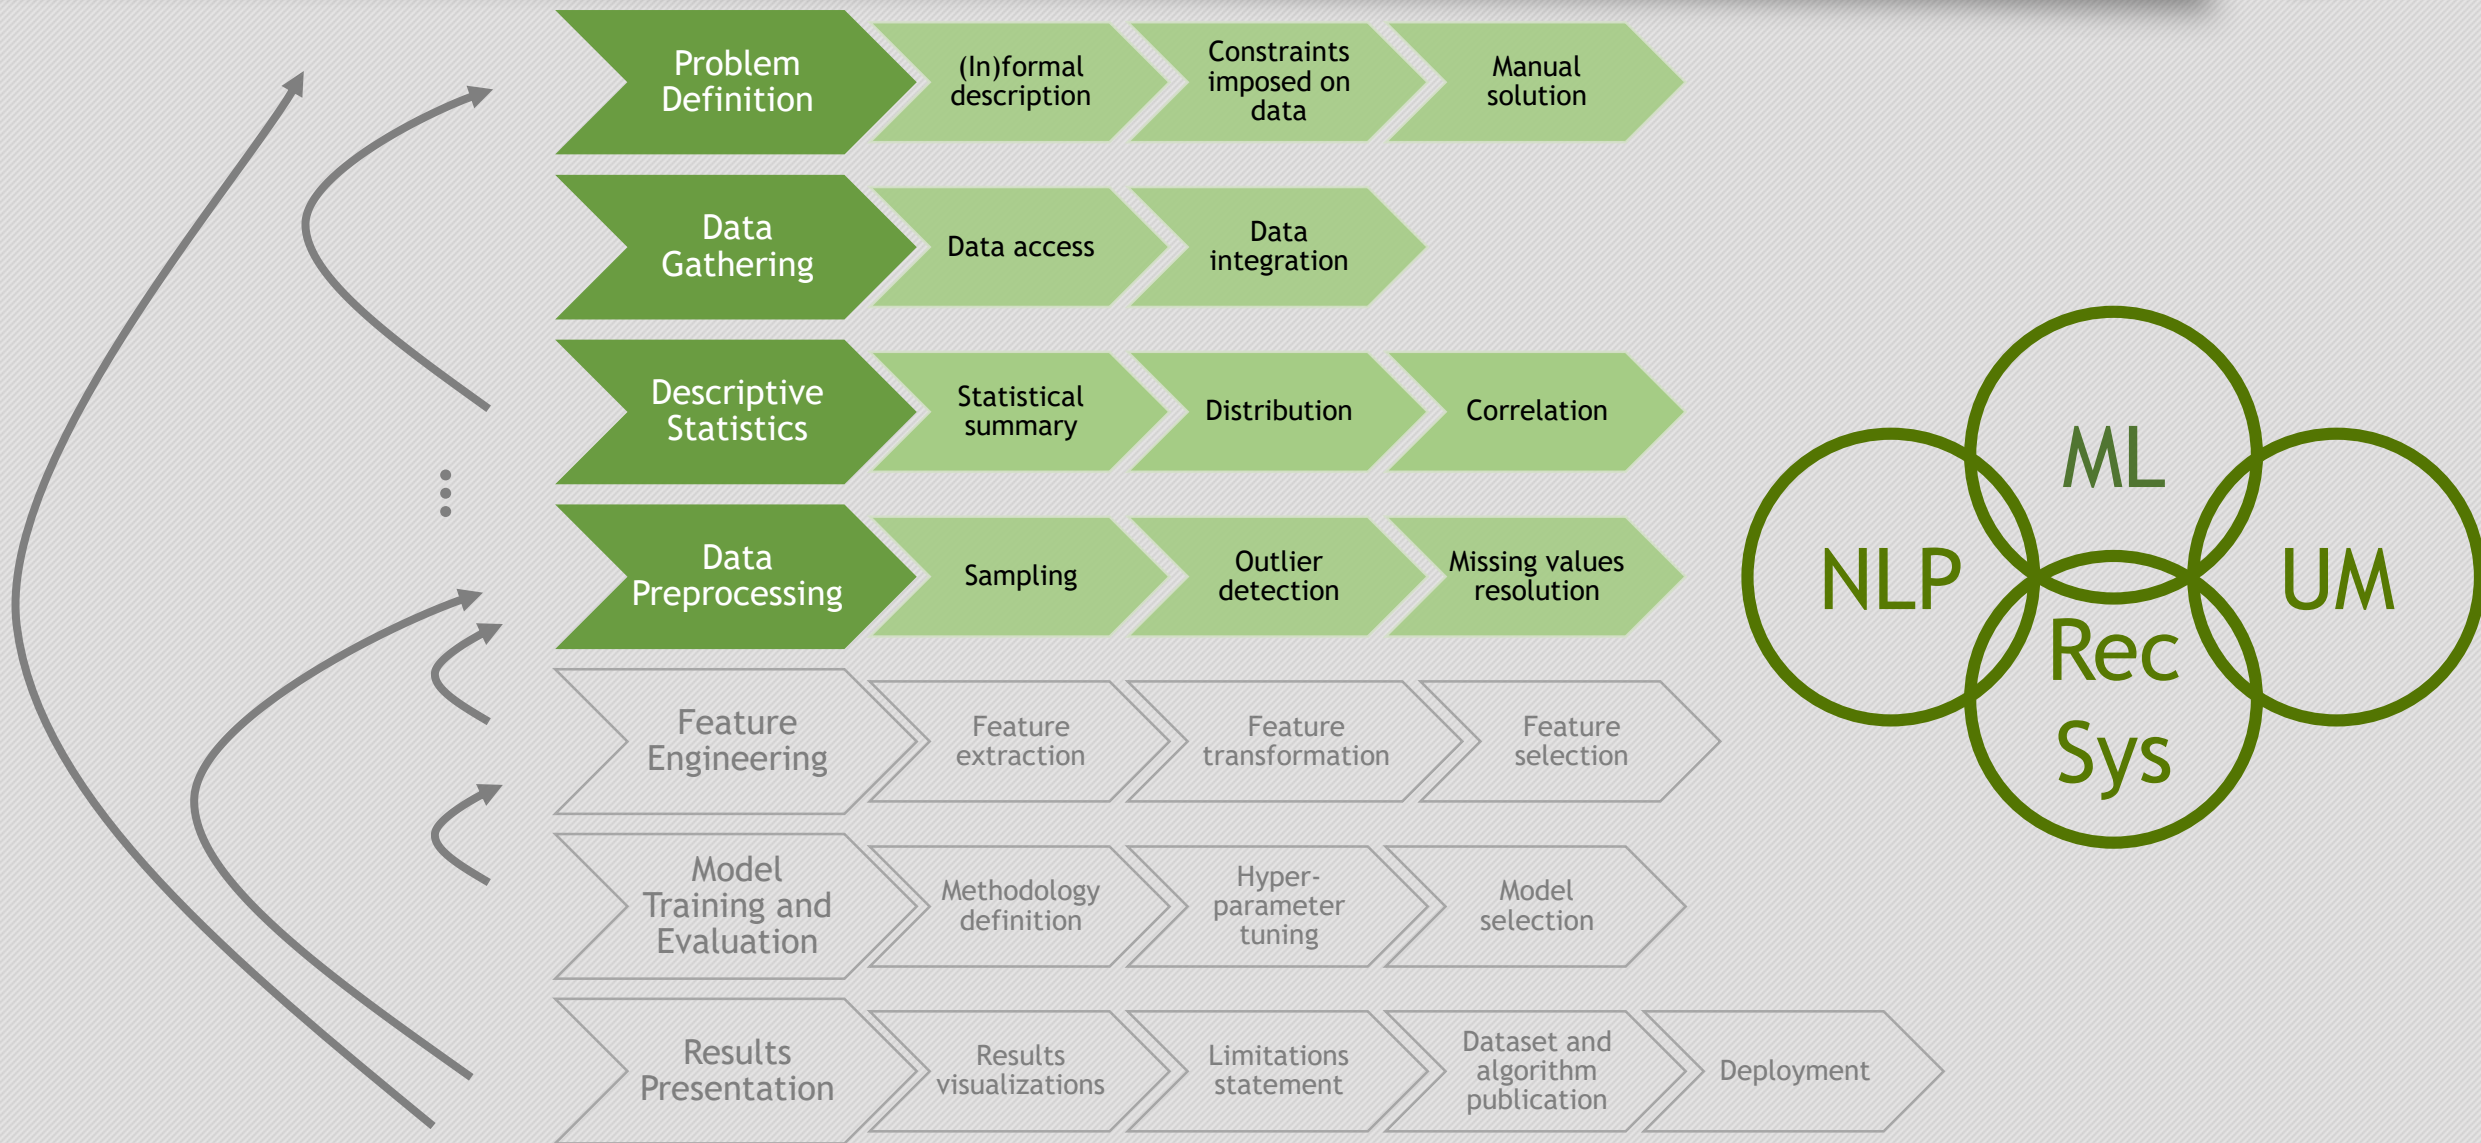 Problem
Definition
(In)formal
description
Constraints
imposed on
data
Manual
solution
Data
Gathering
Data access
Data
integration
Descriptive
Statistics
Statistical
summary
Distribution
Correlation
Data
Preprocessing
Sampling
Outlier
detection
Missing values
resolution
Feature
Engineering
Feature
extraction
Feature
transformation
Feature
selection
Model
Training and
Evaluation
Methodology
definition
Hyper-
parameter
tuning
Model
selection
Results
Presentation
Results
visualizations
Limitations
statement
Dataset and
algorithm
publication
Deployment
ML
NLP
UM
Rec
Sys